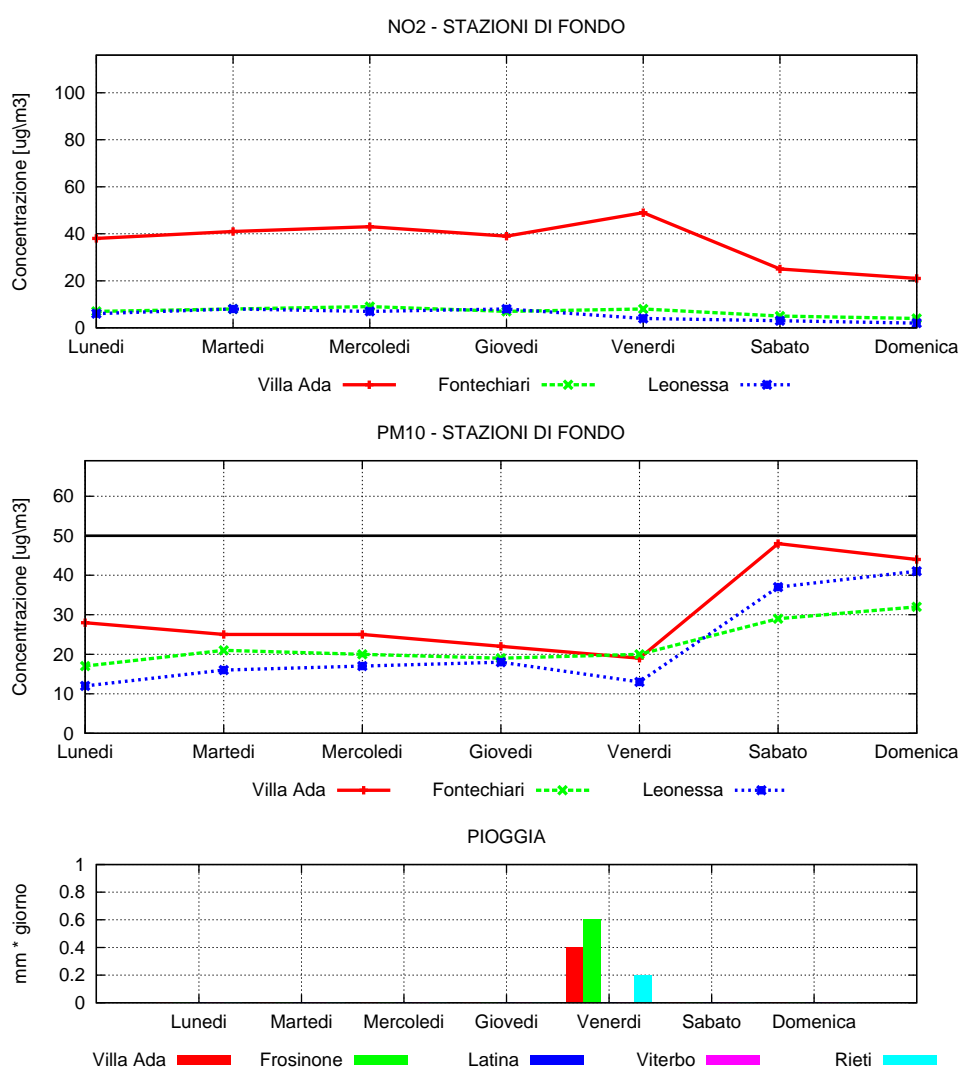 NO2 - STAZIONI DI FONDO
Concentrazione [ug\m3]
100
80
60
40
20
0
Lunedi Martedi Mercoledi Giovedi Venerdi Sabato Domenica
Villa Ada Fontechiari Leonessa
PM10 - STAZIONI DI FONDO
Concentrazione [ug\m3]
60
50
40
30
20
10
0
Lunedi Martedi Mercoledi Giovedi Venerdi Sabato Domenica
Villa Ada Fontechiari Leonessa
PIOGGIA
mm * giorno
1
0.8
0.6
0.4
0.2
0
Lunedi Martedi Mercoledi Giovedi Venerdi Sabato Domenica
Villa Ada Frosinone Latina Viterbo Rieti